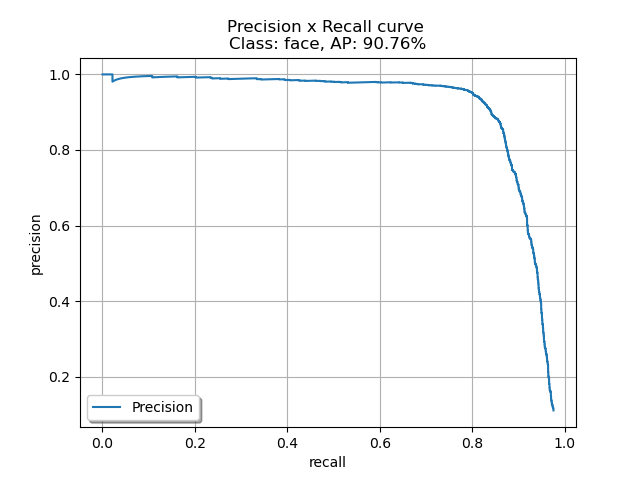 Precision x Recall curve
Class: face, AP: 90.76%
1.0
0.8
0.6
0.4
0.2
precision
Precision
0.0 0.2 0.4 0.6 0.8 1.0
recall